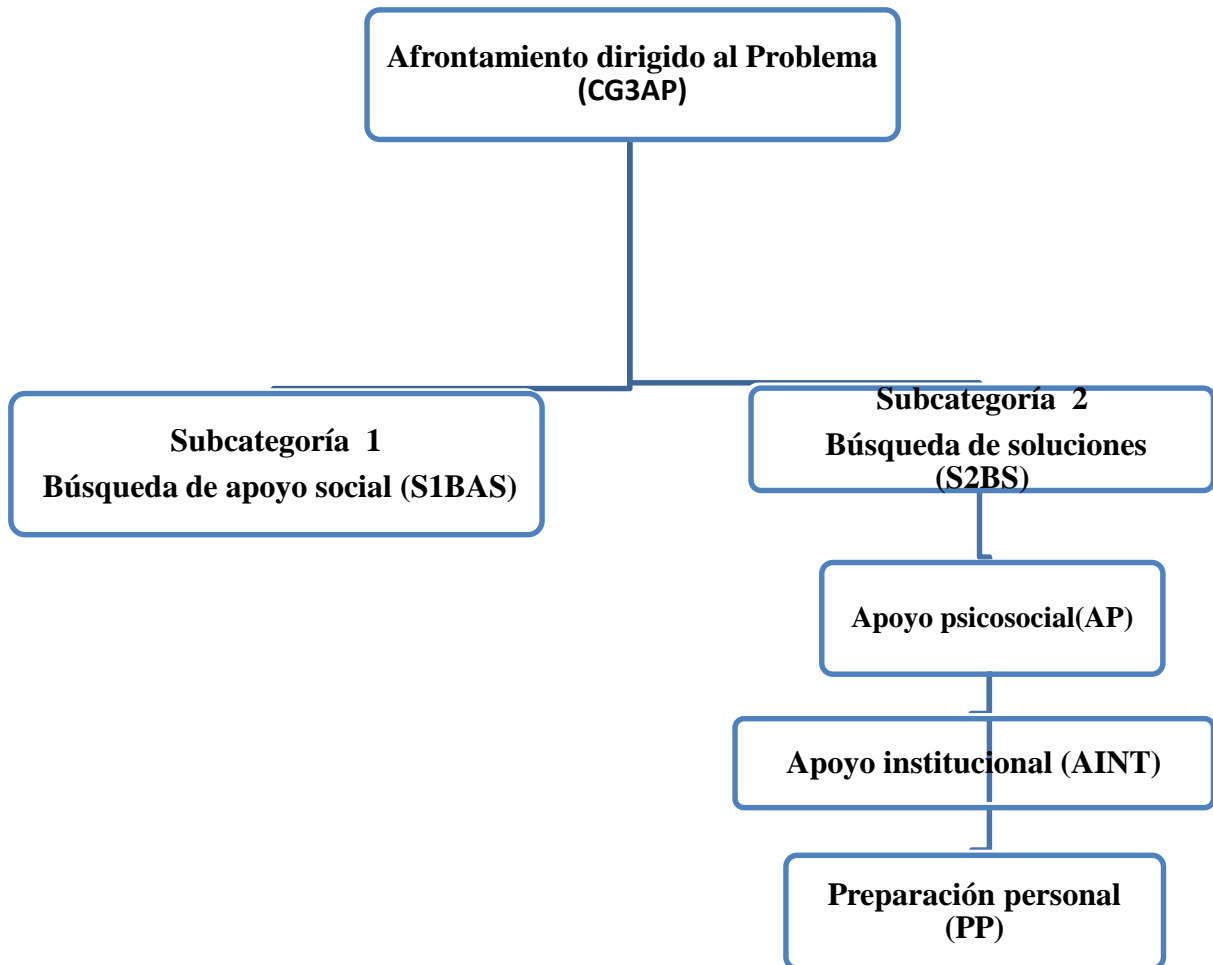 Afrontamiento dirigido al Problema
(CG3AP)
Subcategoría 1
Búsqueda de apoyo social (S1BAS)
Subcategoría 2
Búsqueda de soluciones
(S2BS)
Apoyo psicosocial(AP)
Apoyo institucional (AINT)
Preparación personal
(PP)